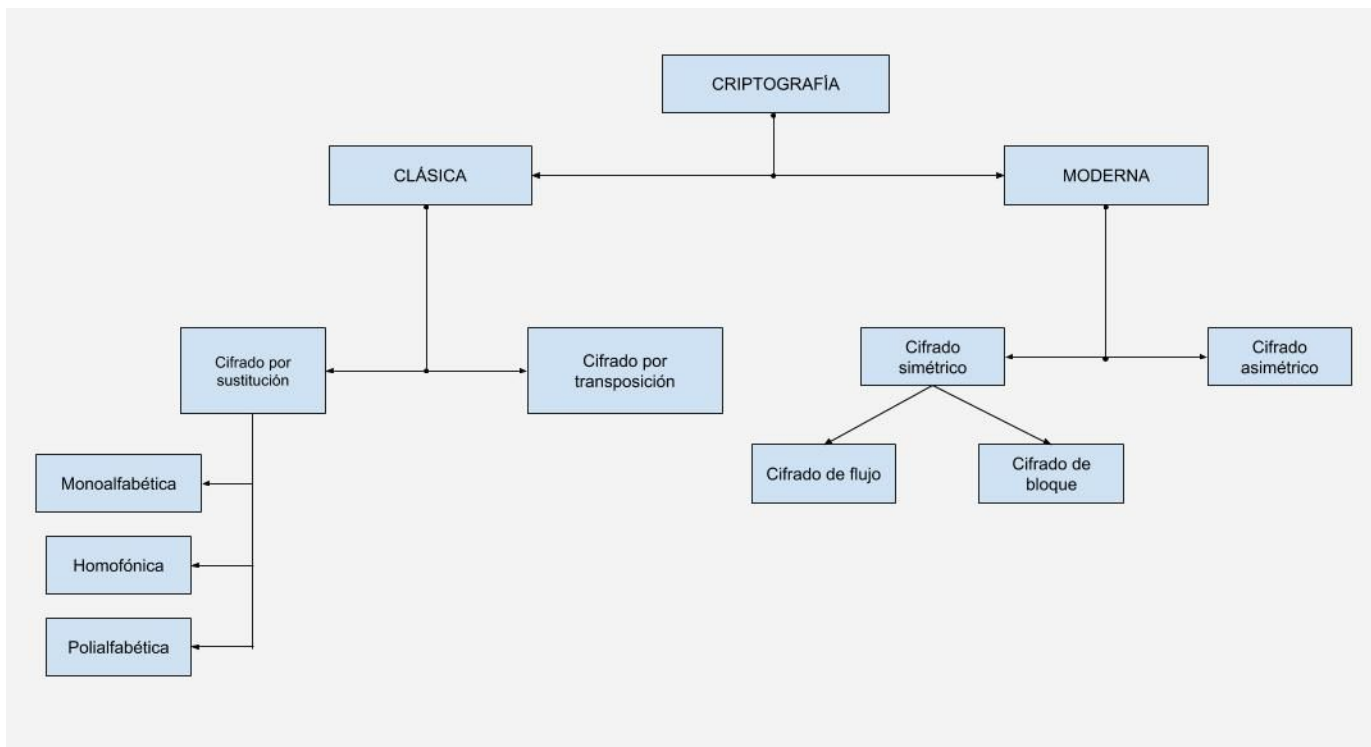 CRIPTOGRAFÍA
CLÁSICA
MODERNA
Cifrado por
sustitución
Cifrado por
transposición
Cifrado
simétrico
Cifrado
asimétrico
Cifrado de flujo
Cifrado de
bloque
Monoalfabética
Homofónica
Polialfabética